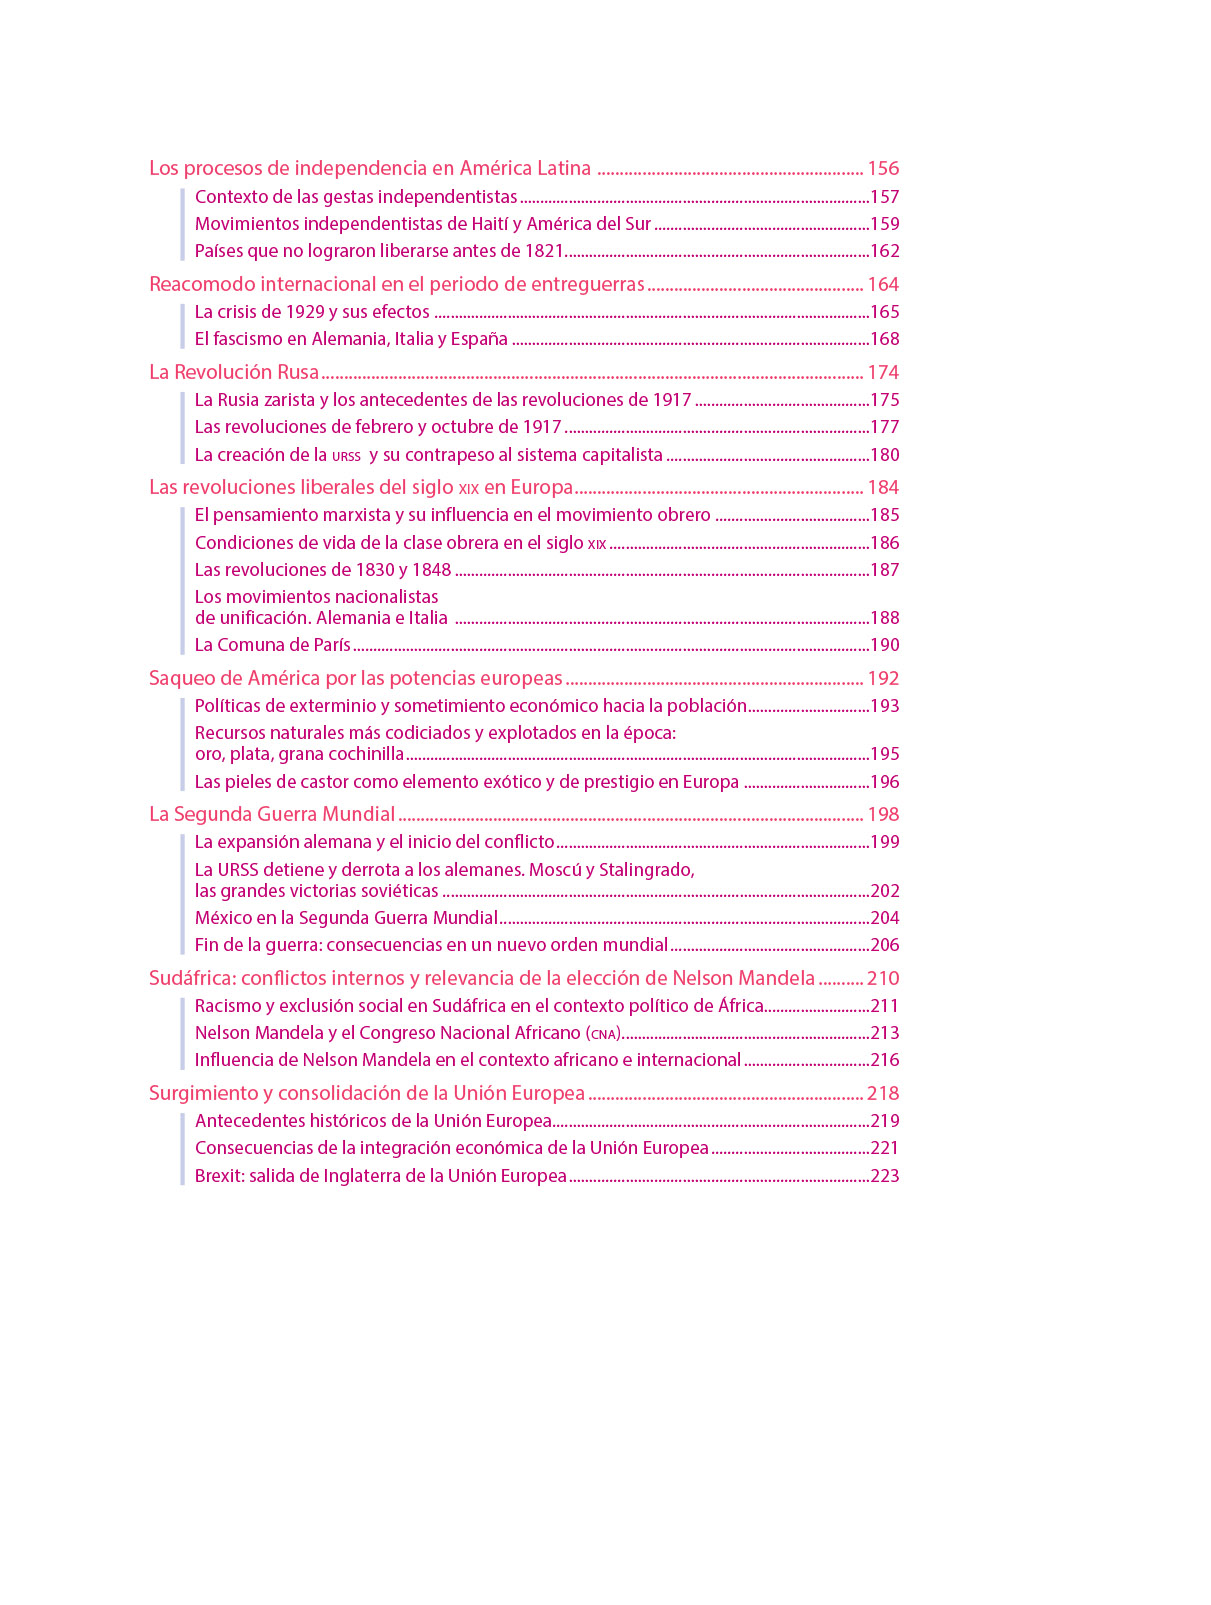 Los procesos de independencia en América Latina ........................................................... 156
Contexto de las gestas independentistas......................................................................................157
Movimientos independentistas de Haití y América del Sur.....................................................159
Países que no lograron liberarse antes de 1821...........................................................................162
Reacomodo internacional en el periodo de entreguerras................................................ 164
La crisis de 1929 y sus efectos ...........................................................................................................165
El fascismo en Alemania, Italia y España ........................................................................................168
La Revolución Rusa........................................................................................................................ 174
La Rusia zarista y los antecedentes de las revoluciones de 1917...........................................175
Las revoluciones de febrero y octubre de 1917...........................................................................177
La creación de la URSS y su contrapeso al sistema capitalista..................................................180
Las revoluciones liberales del siglo XIX en Europa................................................................ 184
El pensamiento marxista y su influencia en el movimiento obrero ......................................185
Condiciones de vida de la clase obrera en el siglo XIX................................................................186
Las revoluciones de 1830 y 1848 ......................................................................................................187
Los movimientos nacionalistas
de unificación. Alemania e Italia ......................................................................................................188
La Comuna de París...............................................................................................................................190
Saqueo de América por las potencias europeas.................................................................. 192
Políticas de exterminio y sometimiento económico hacia la población..............................193
Recursos naturales más codiciados y explotados en la época:
oro, plata, grana cochinilla..................................................................................................................195
Las pieles de castor como elemento exótico y de prestigio en Europa ...............................196
La Segunda Guerra Mundial....................................................................................................... 198
La expansión alemana y el inicio del conflicto.............................................................................199
La URSS detiene y derrota a los alemanes. Moscú y Stalingrado,
las grandes victorias soviéticas .........................................................................................................202
México en la Segunda Guerra Mundial...........................................................................................204
Fin de la guerra: consecuencias en un nuevo orden mundial.................................................206
Sudáfrica: conflictos internos y relevancia de la elección de Nelson Mandela.......... 210
Racismo y exclusión social en Sudáfrica en el contexto político de África..........................211
Nelson Mandela y el Congreso Nacional Africano (CNA).............................................................213
Influencia de Nelson Mandela en el contexto africano e internacional...............................216
Surgimiento y consolidación de la Unión Europea............................................................. 218
Antecedentes históricos de la Unión Europea..............................................................................219
Consecuencias de la integración económica de la Unión Europea.......................................221
Brexit: salida de Inglaterra de la Unión Europea..........................................................................223